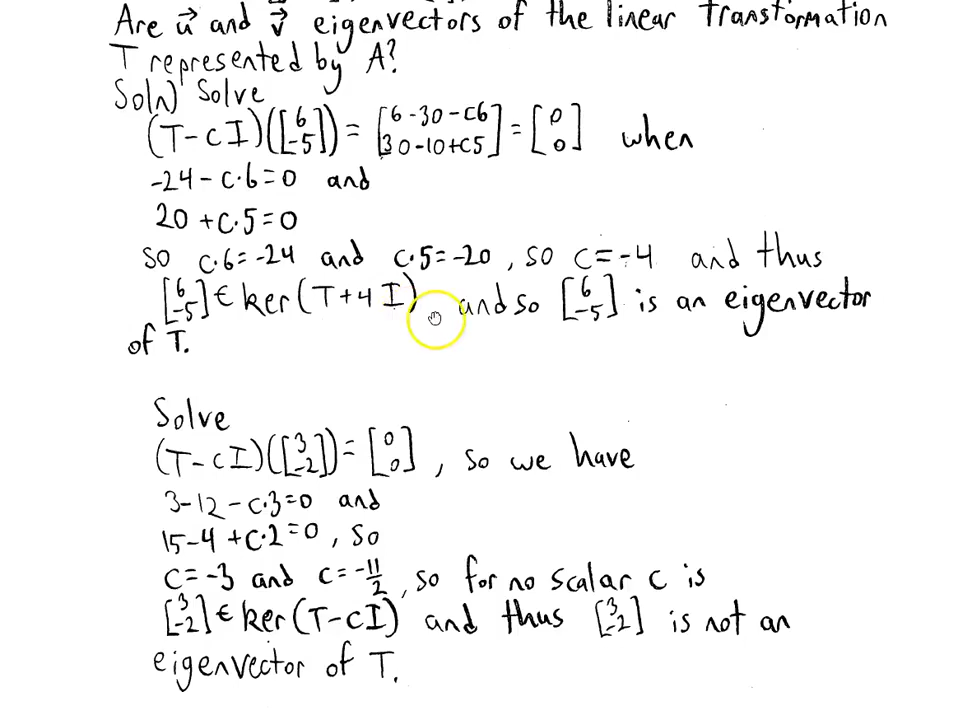 Are u⃗ and v⃗ eigenvectors of the linear transformation
T represented by A?
Soln) Solve
(T-cI)([6 -5]) = [6-30-c6 30-10+c5] = [0 0] when
-24-c·6=0 and
20+c·5=0
so c·6=-24 and c·5=-20, so c=-4 and thus
[6 -5]∈ker(T+4I) and so [6 -5] is an eigenvector
of T.
Solve
(T-cI)([3 -2])=[0 0], so we have
3-12-c·3=0 and
15-4+c·2=0, so
c=-3 and c=-11/2, so for no scalar c is
[3 -2]∈ker(T-cI) and thus [3 -2] is not an
eigenvector of T.